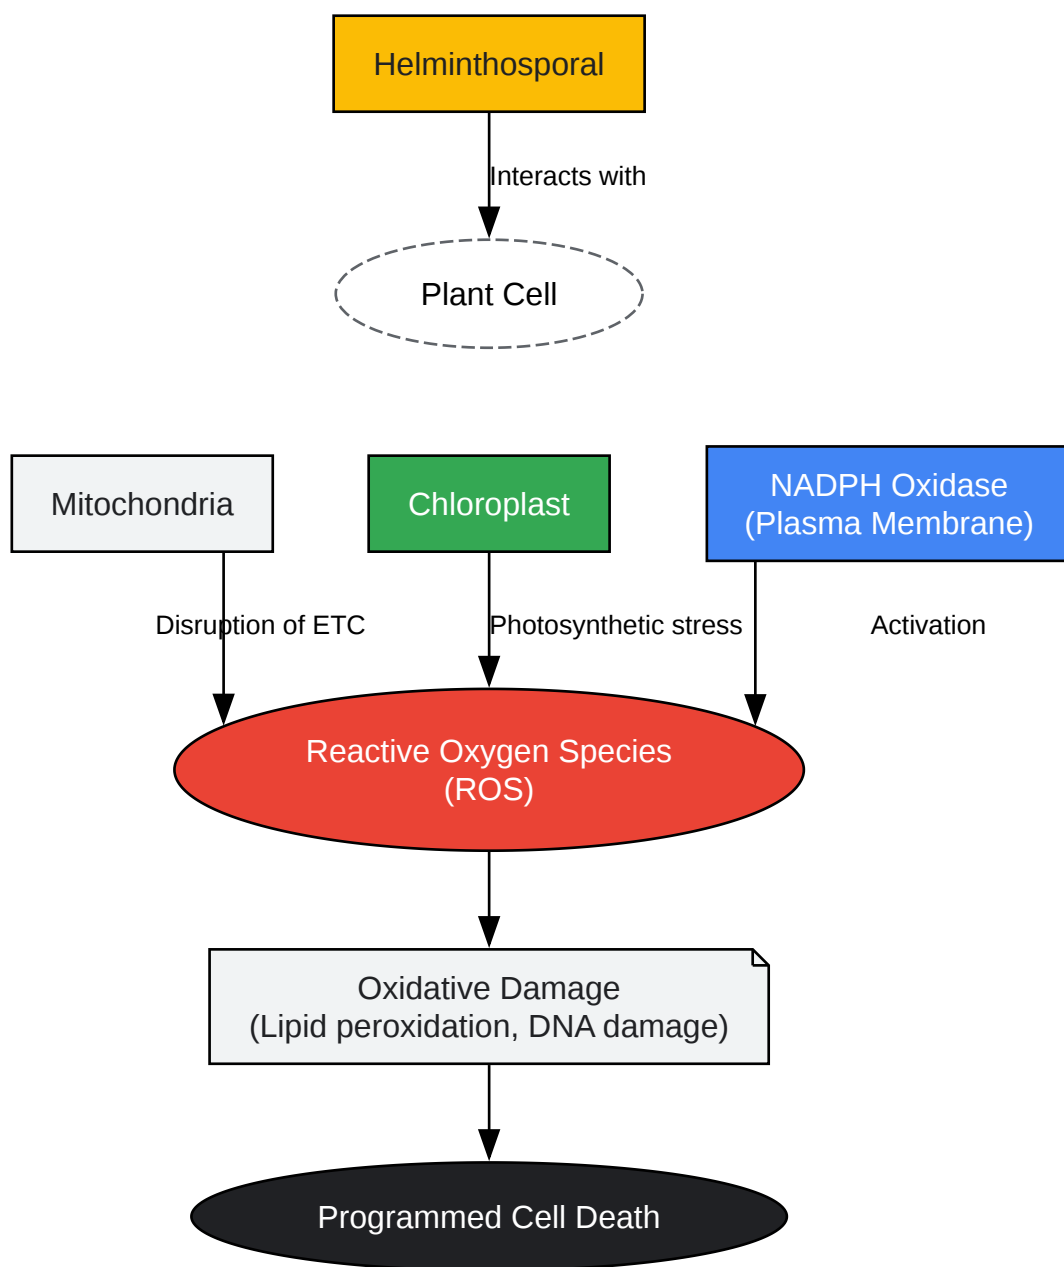 Helminthosporal
Interacts with
Plant Cell
Mitochondria
Chloroplast
NADPH Oxidase
(Plasma Membrane)
Disruption of ETC
Photosynthetic stress
Activation
Reactive Oxygen Species
(ROS)
Oxidative Damage
(Lipid peroxidation, DNA damage)
Programmed Cell Death